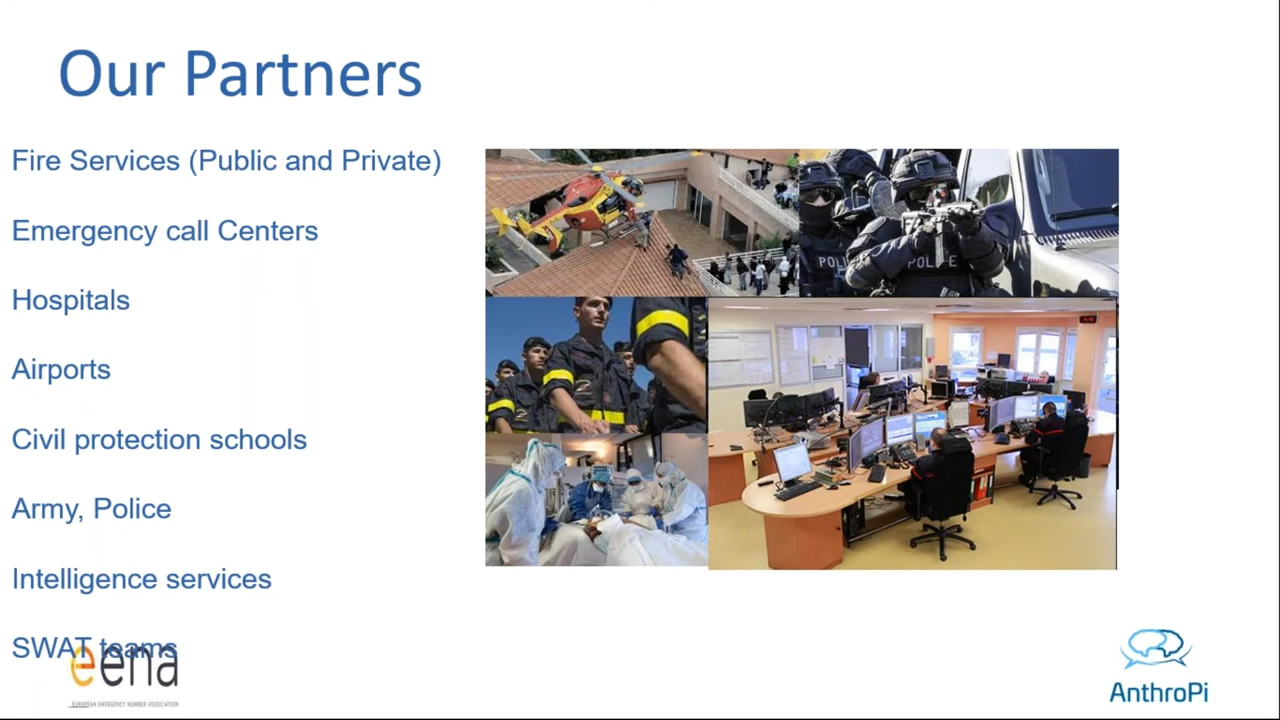 Our Partners
Fire Services (Public and Private)
Emergency call Centers
Hospitals
Airports
Civil protection schools
Army, Police
Intelligence services
SWAT teams
POLICE
eena
EUROPEAN EMERGENCY NUMBER ASSOCIATION
AnthroPi